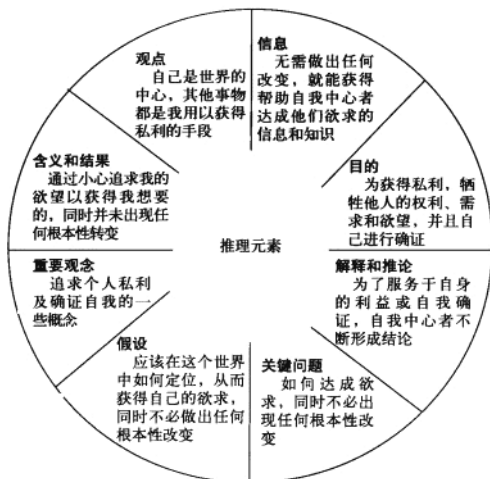 观点
自己是世界的
中心，其他事物
都是我用以获得
私利的手段
信息
无需做出任何
改变，就能获得
帮助自我中心者
达成他们欲求的
信息和知识
目的
为获得私利，牺
牲他人的权利、需
求和欲望，并且自
己进行确证
解释和推论
为了服务于自身
的利益或自我确
证，自我中心者不
断形成结论
关键问题
如何达成欲
求，同时不必出
现任何根本性改
变
假设
应该在这个世界
中如何定位，从而
获得自己的欲求，
同时不必做出任何
根本性改变
重要观念
追求个人私利
及确证自我的一
些概念
含义和结果
通过小心追求我的
欲望以获得我想要
的，同时并未出现任
何根本性转变
推理元素